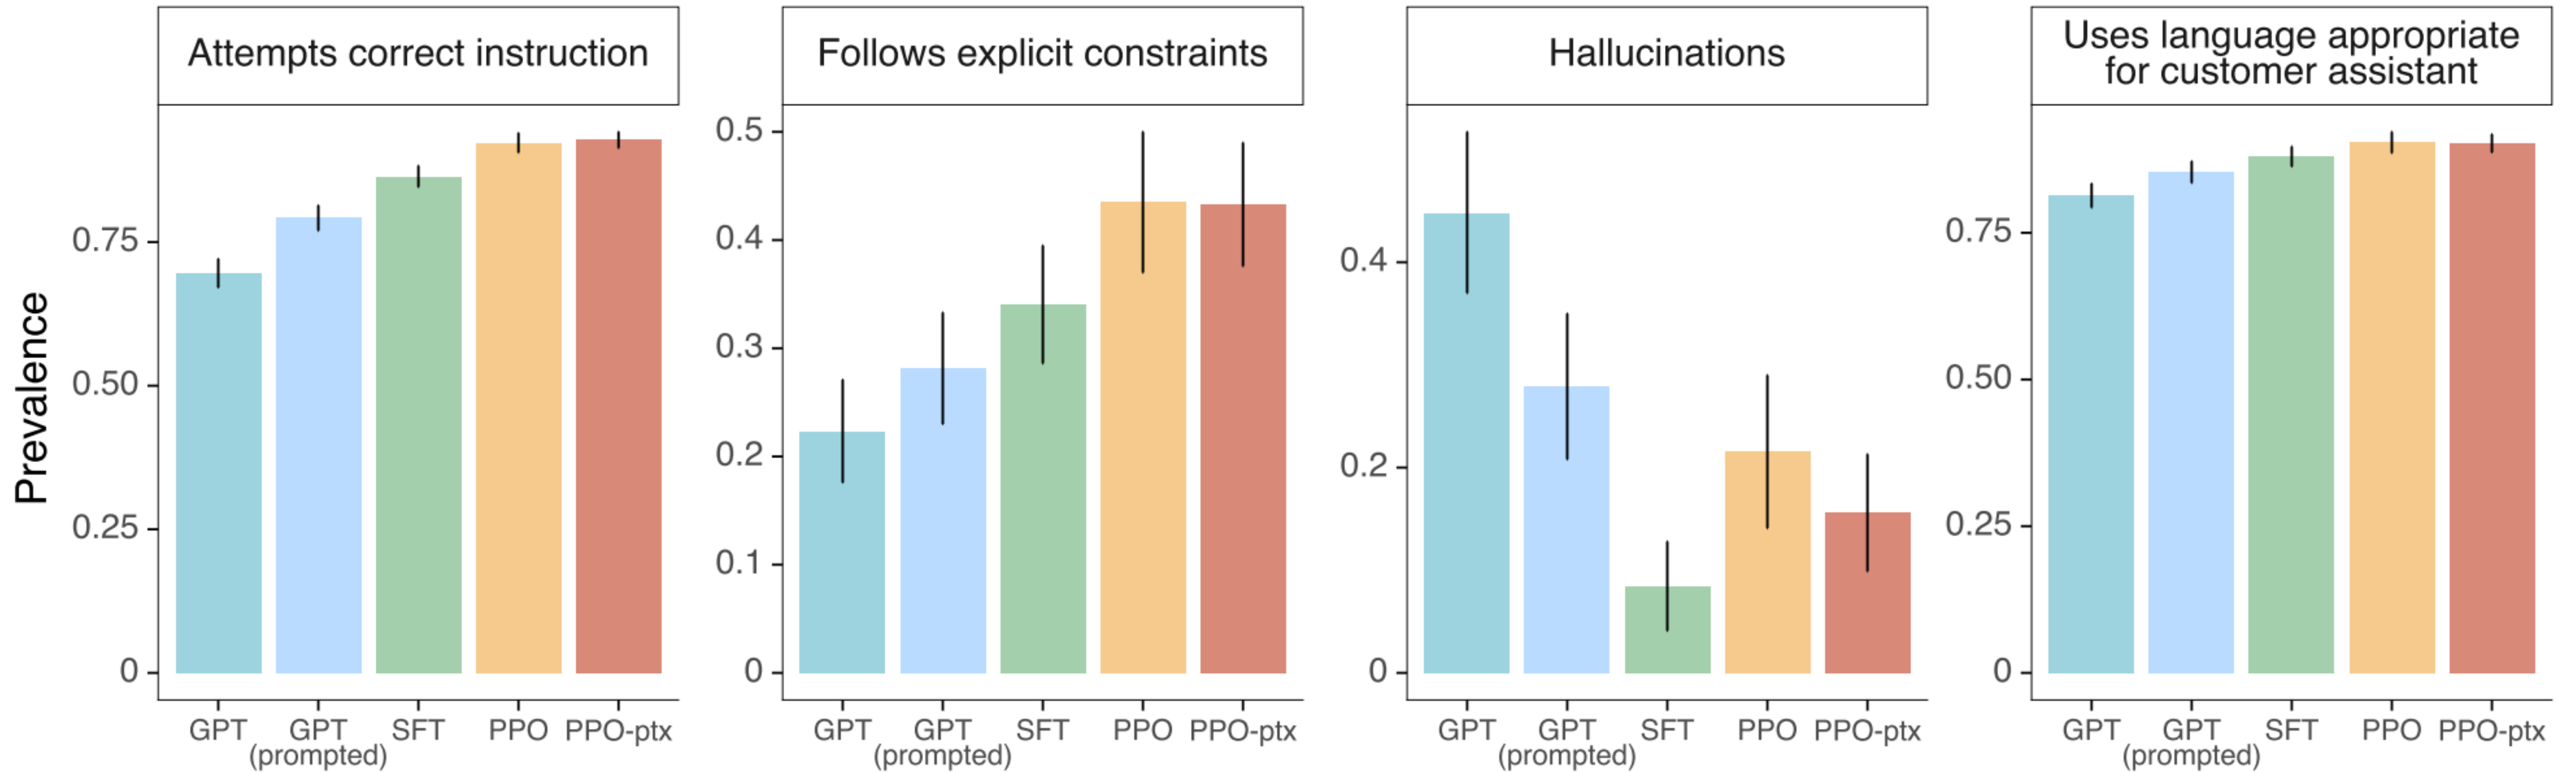 Attempts correct instruction
Follows explicit constraints
Hallucinations
Uses language appropriate
for customer assistant
Prevalence
0.75
0.50
0.25
0
0.5
0.4
0.3
0.2
0.1
0
0.4
0.2
0
0.75
0.50
0.25
0
GPT
GPT
(prompted)
SFT
PPO
PPO-ptx
GPT
GPT
(prompted)
SFT
PPO
PPO-ptx
GPT
GPT
(prompted)
SFT
PPO
PPO-ptx
GPT
GPT
(prompted)
SFT
PPO
PPO-ptx